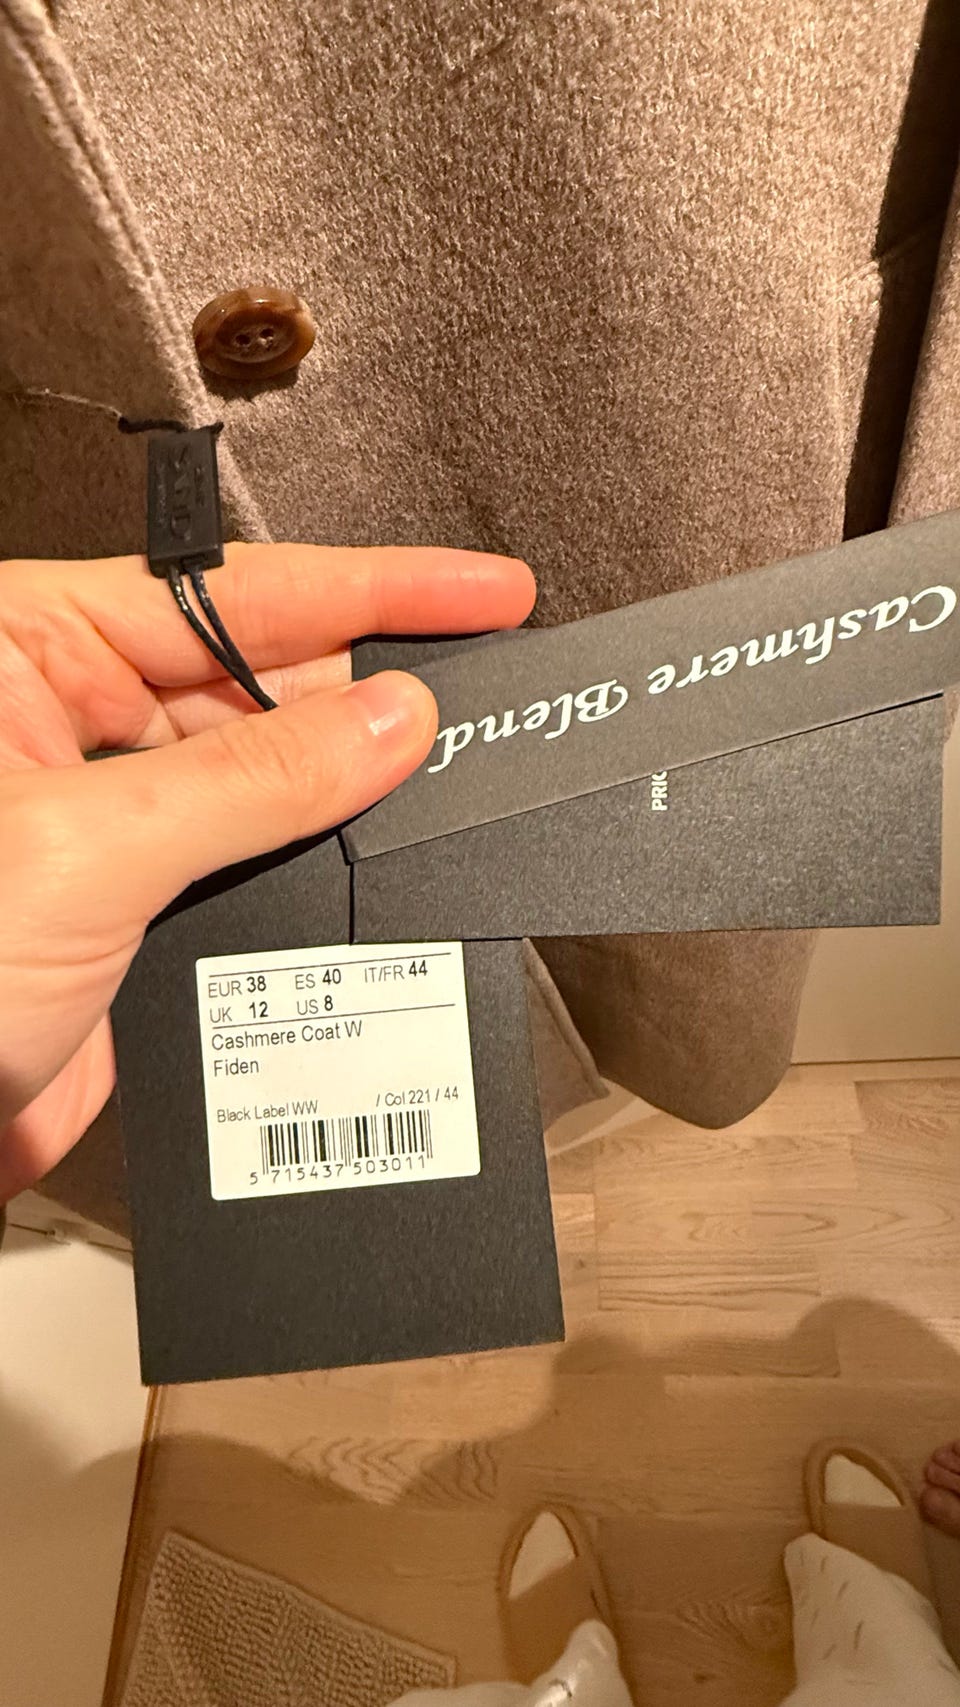 SAND
Cashmere Blend
PRIC
EUR 38 ES 40 IT/FR 44
UK 12 US 8
Cashmere Coat W
Fiden
Black Label WW / Col 221 / 44
5 715437 503011